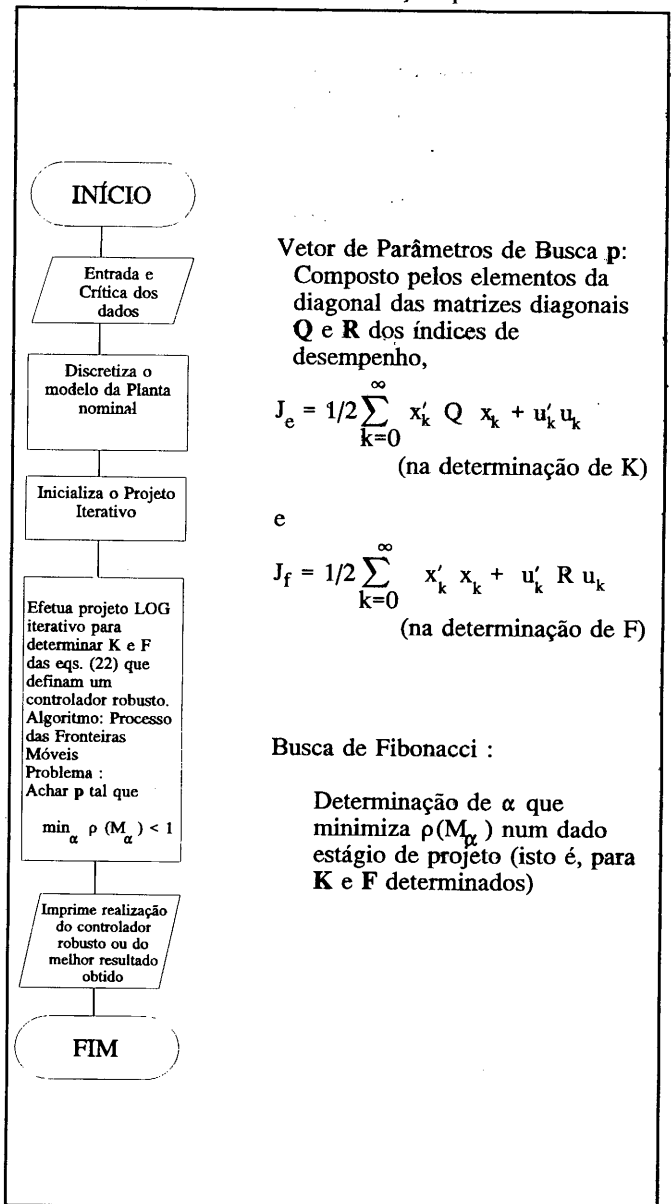 INÍCIO
Entrada e
Crítica dos
dados
Discretiza o
modelo da Planta
nominal
Inicializa o Projeto
Iterativo
Efetua projeto LOG
iterativo para
determinar K e F
das eqs. (22) que
definam um
controlador robusto.
Algoritmo: Processo
das Fronteiras
Móveis
Problema :
Achar p tal que
min_α ρ (M_α) < 1
Imprime realização
do controlador
robusto ou do
melhor resultado
obtido
FIM
Vetor de Parâmetros de Busca p:
Composto pelos elementos da
diagonal das matrizes diagonais
Q e R dos índices de
desempenho,
J_e = 1/2 ∑_{k=0}^{∞} x′_k Q x_k + u′_k u_k
(na determinação de K)
e
J_f = 1/2 ∑_{k=0}^{∞} x′_k x_k + u′_k R u_k
(na determinação de F)
Busca de Fibonacci :
Determinação de α que
minimiza ρ(M_α) num dado
estágio de projeto (isto é, para
K e F determinados)